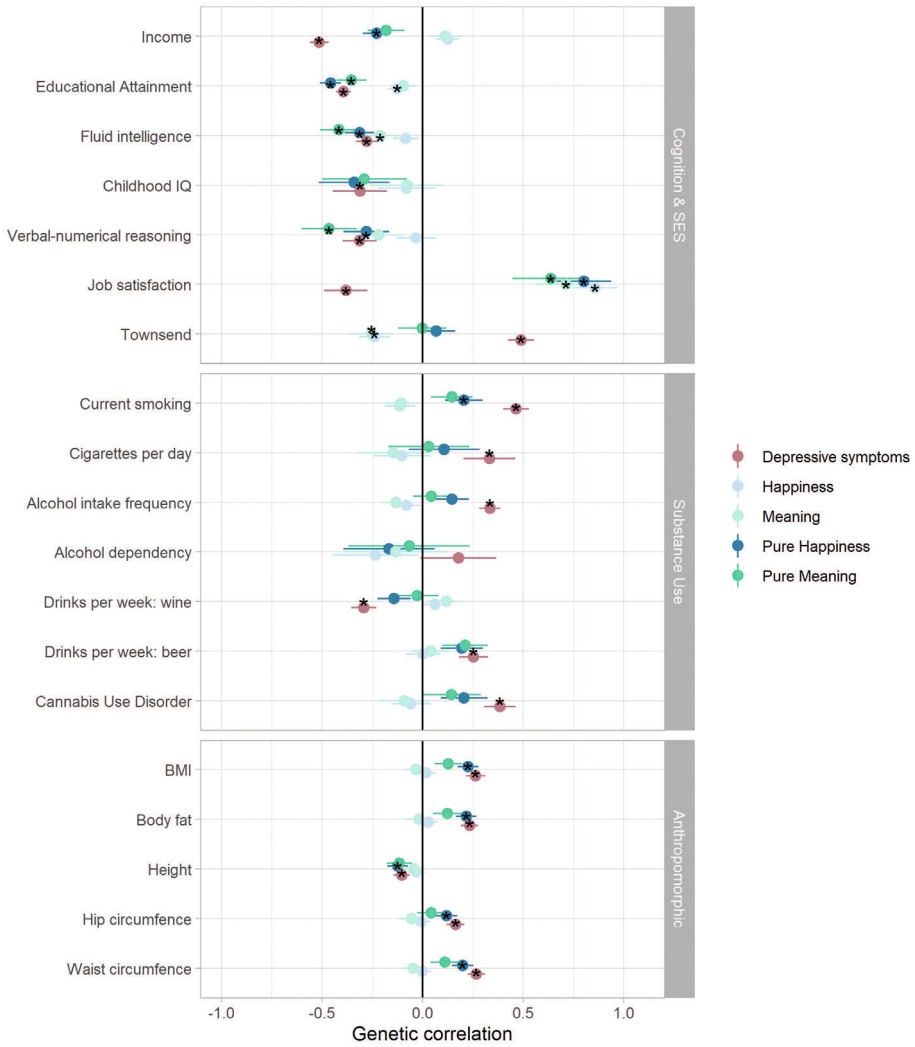 Income
Educational Attainment
Fluid intelligence
Childhood IQ
Verbal-numerical reasoning
Job satisfaction
Townsend
Cognition & SES
Current smoking
Cigarettes per day
Alcohol intake frequency
Alcohol dependency
Drinks per week: wine
Drinks per week: beer
Cannabis Use Disorder
Substance Use
BMI
Body fat
Height
Hip circumfence
Waist circumfence
Anthropomorphic
-1.0 -0.5 0.0 0.5 1.0
Genetic correlation
Depressive symptoms
Happiness
Meaning
Pure Happiness
Pure Meaning